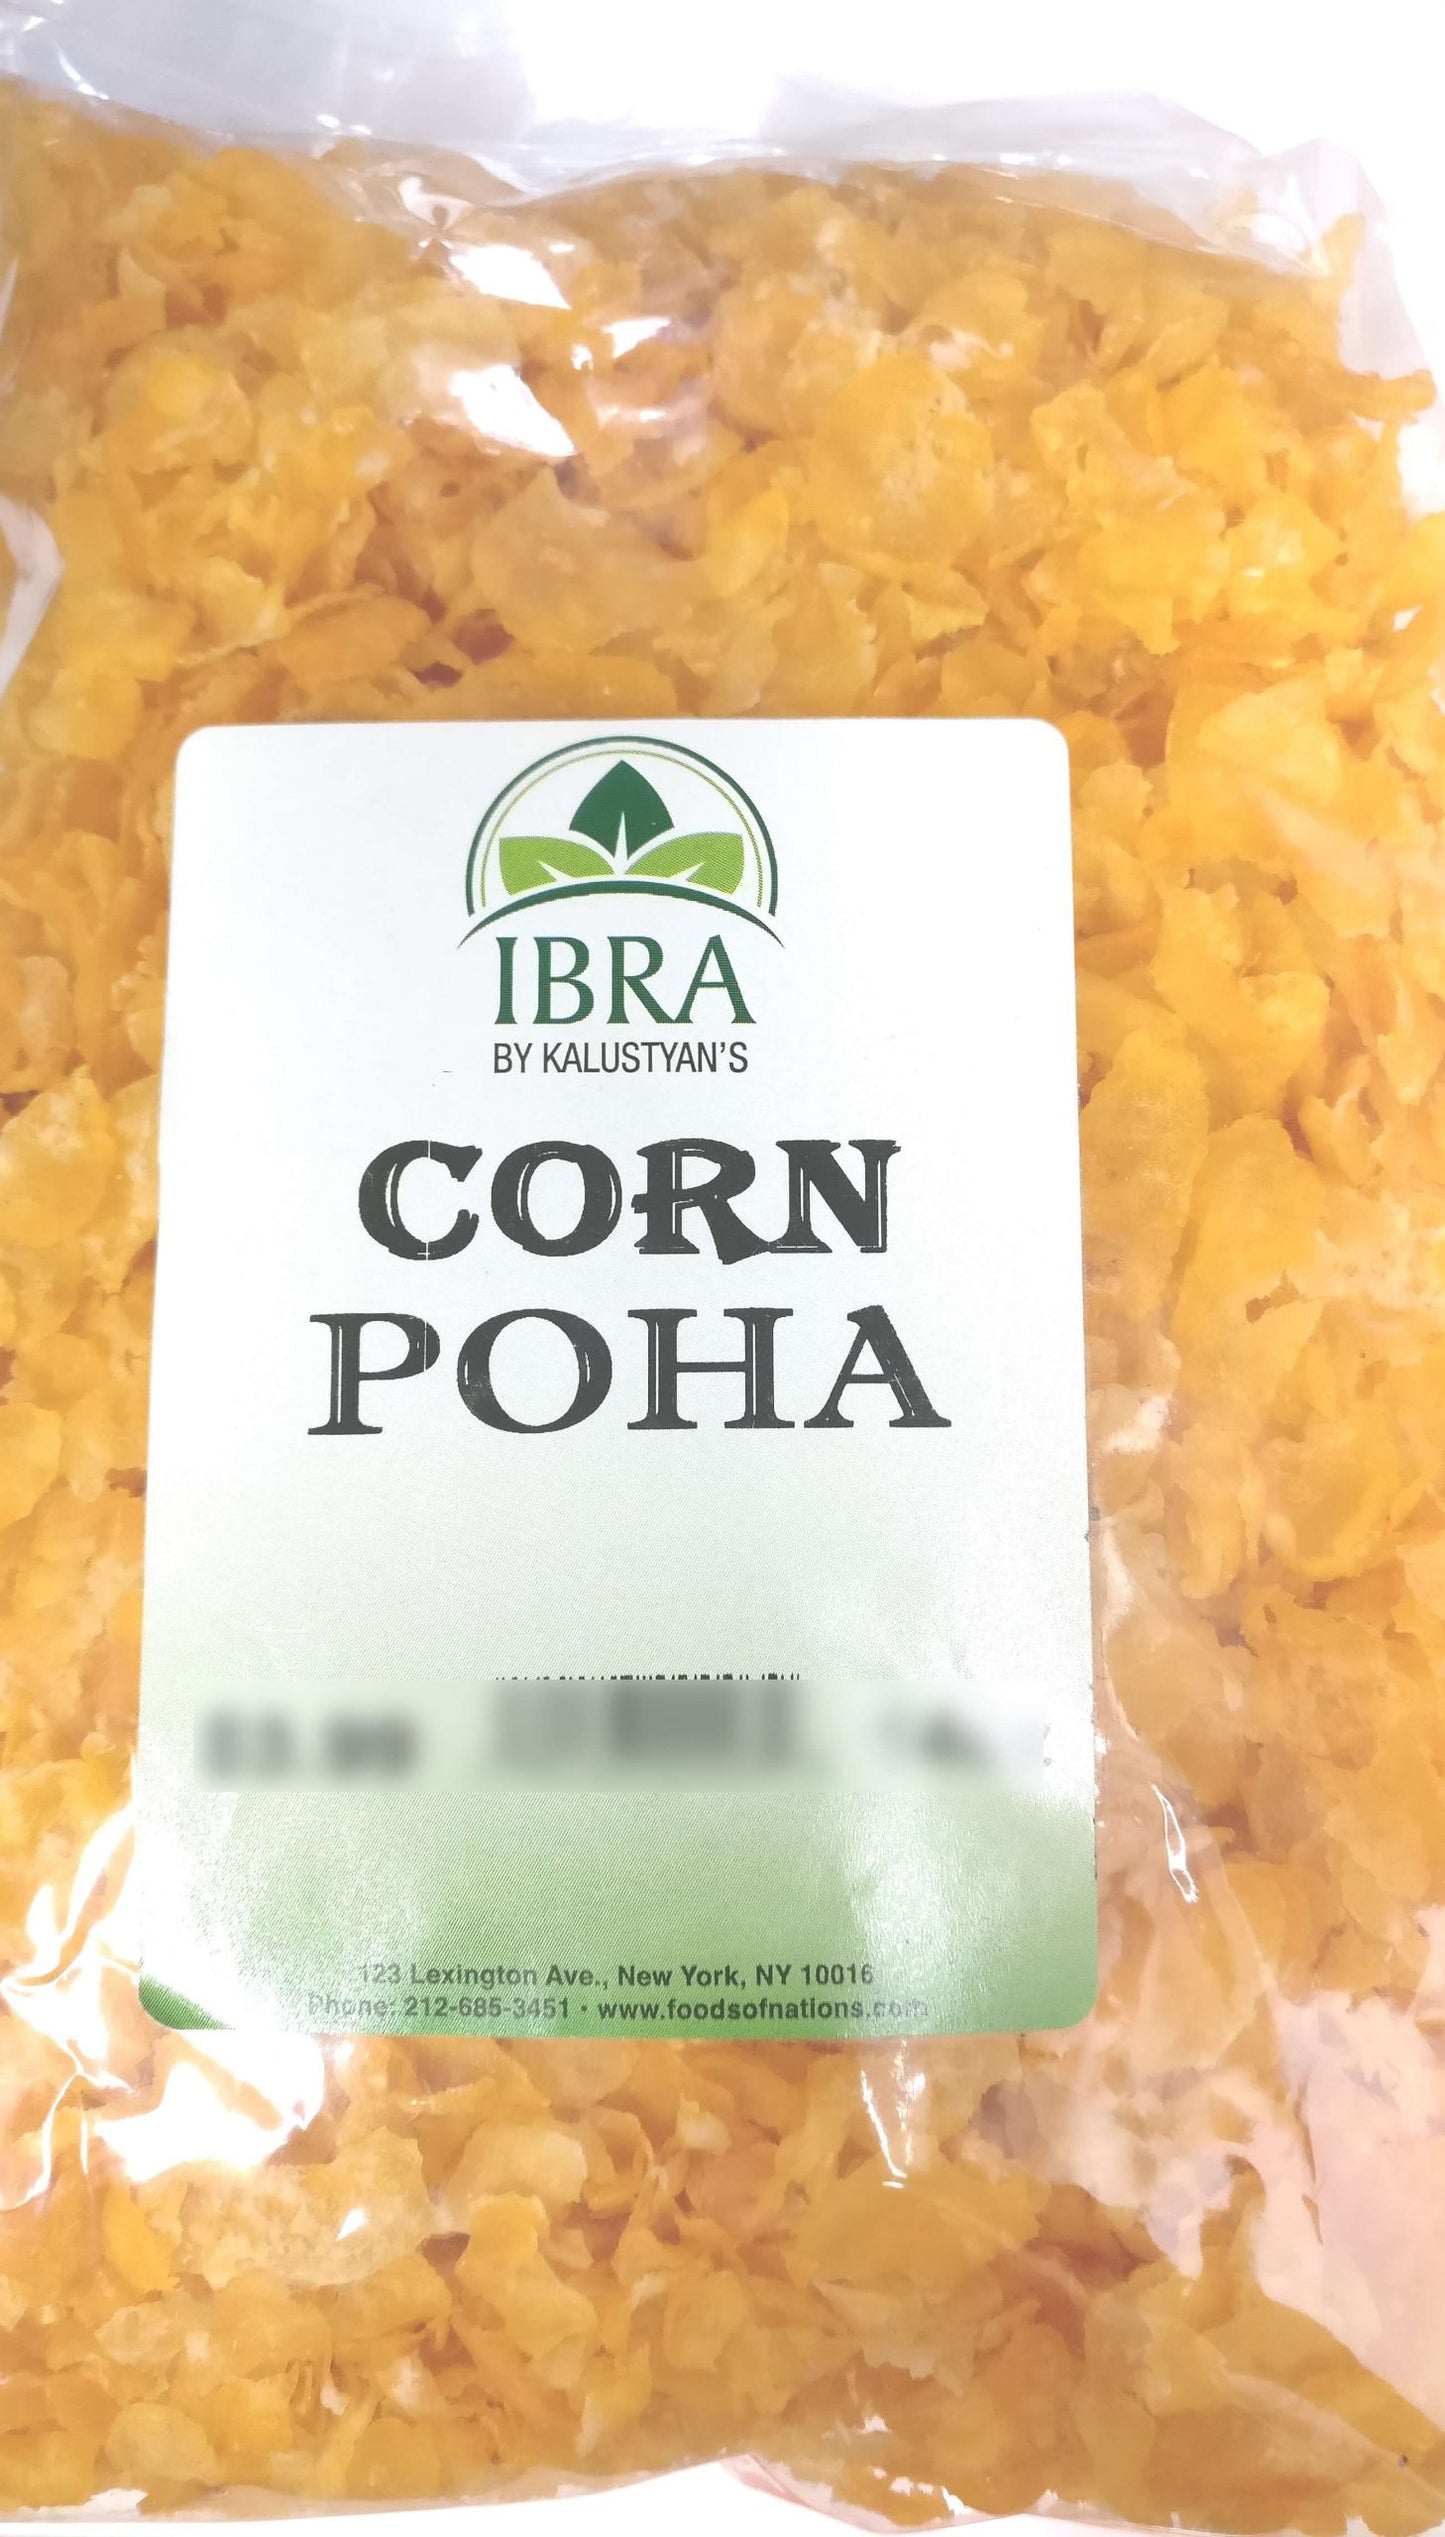 IBRA
BY KALUSTYAN'S
CORN
POHA
123 Lexington Ave., New York, NY 10016
Phone: 212-685-3451 • www.foodsofnations.com